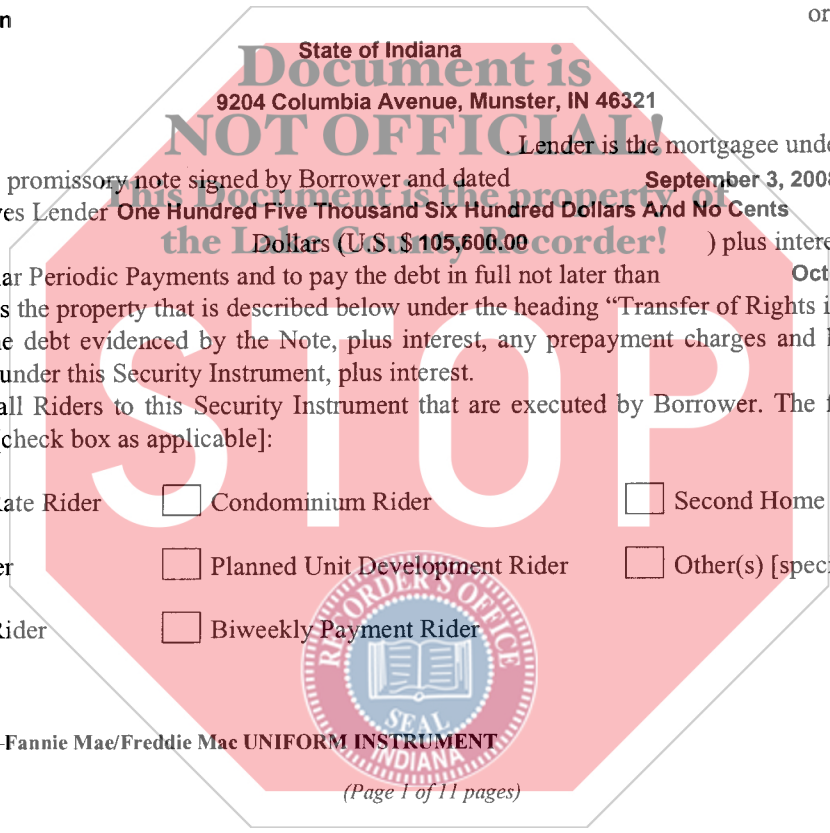 n
or
State of Indiana
Document is
9204 Columbia Avenue, Munster, IN 46321
NOT OFFICIAL!
. Lender is the mortgagee unde
promissory note signed by Borrower and dated September 3, 2008
This Document is the property of
ves Lender One Hundred Five Thousand Six Hundred Dollars And No Cents
the Lake County Recorder!
Dollars (U.S. $ 105,600.00 ) plus intere
ar Periodic Payments and to pay the debt in full not later than Oct
s the property that is described below under the heading “Transfer of Rights i
e debt evidenced by the Note, plus interest, any prepayment charges and l
under this Security Instrument, plus interest.
all Riders to this Security Instrument that are executed by Borrower. The f
check box as applicable]:
STOP
Rate Rider Condominium Rider Second Home
er Planned Unit Development Rider Other(s) [speci
Rider Biweekly Payment Rider
RECORDER'S OFFICE
SEAL
INDIANA
-Fannie Mae/Freddie Mac UNIFORM INSTRUMENT
(Page 1 of 11 pages)